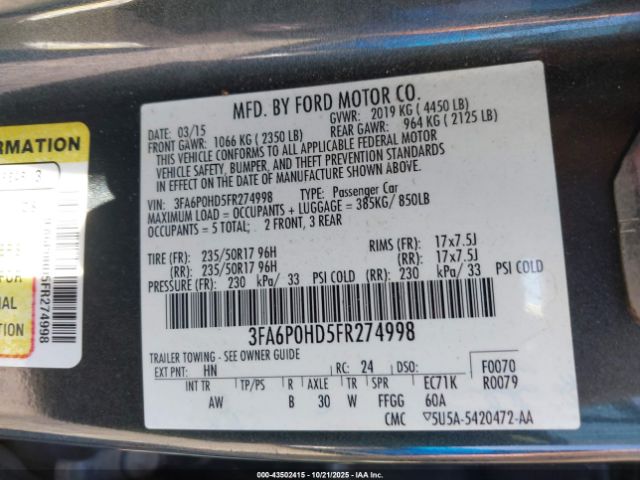 MFD. BY FORD MOTOR CO.
DATE: 03/15
GVWR: 2019 KG ( 4450 LB)
FRONT GAWR: 1066 KG ( 2350 LB)
REAR GAWR: 964 KG ( 2125 LB)
THIS VEHICLE CONFORMS TO ALL APPLICABLE FEDERAL MOTOR
VEHICLE SAFETY, BUMPER, AND THEFT PREVENTION STANDARDS
IN EFFECT ON THE DATE OF MANUFACTURE SHOWN ABOVE.
VIN: 3FA6P0HD5FR274998 TYPE: Passenger Car
MAXIMUM LOAD = OCCUPANTS + LUGGAGE = 385KG/ 850LB
OCCUPANTS = 5 TOTAL; 2 FRONT, 3 REAR
TIRE (FR): 235/50R17 96H RIMS (FR): 17x7.5J
(RR): 235/50R17 96H (RR): 17x7.5J
PRESSURE (FR): 230 kPa/ 33 PSI COLD (RR): 230 kPa/ 33 PSI COLD
3FA6P0HD5FR274998
TRAILER TOWING - SEE OWNER GUIDE
EXT PNT: HN RC: 24 DSO: F0070
INT TR TP/PS R AXLE TR SPR EC71K R0079
AW B 30 W FFGG 60A
CMC ▽5U5A-5420472-AA
ORMATION
3
FOR
NAL
TION
5FR274998
000-43502415 - 10/21/2025 - IAA Inc.